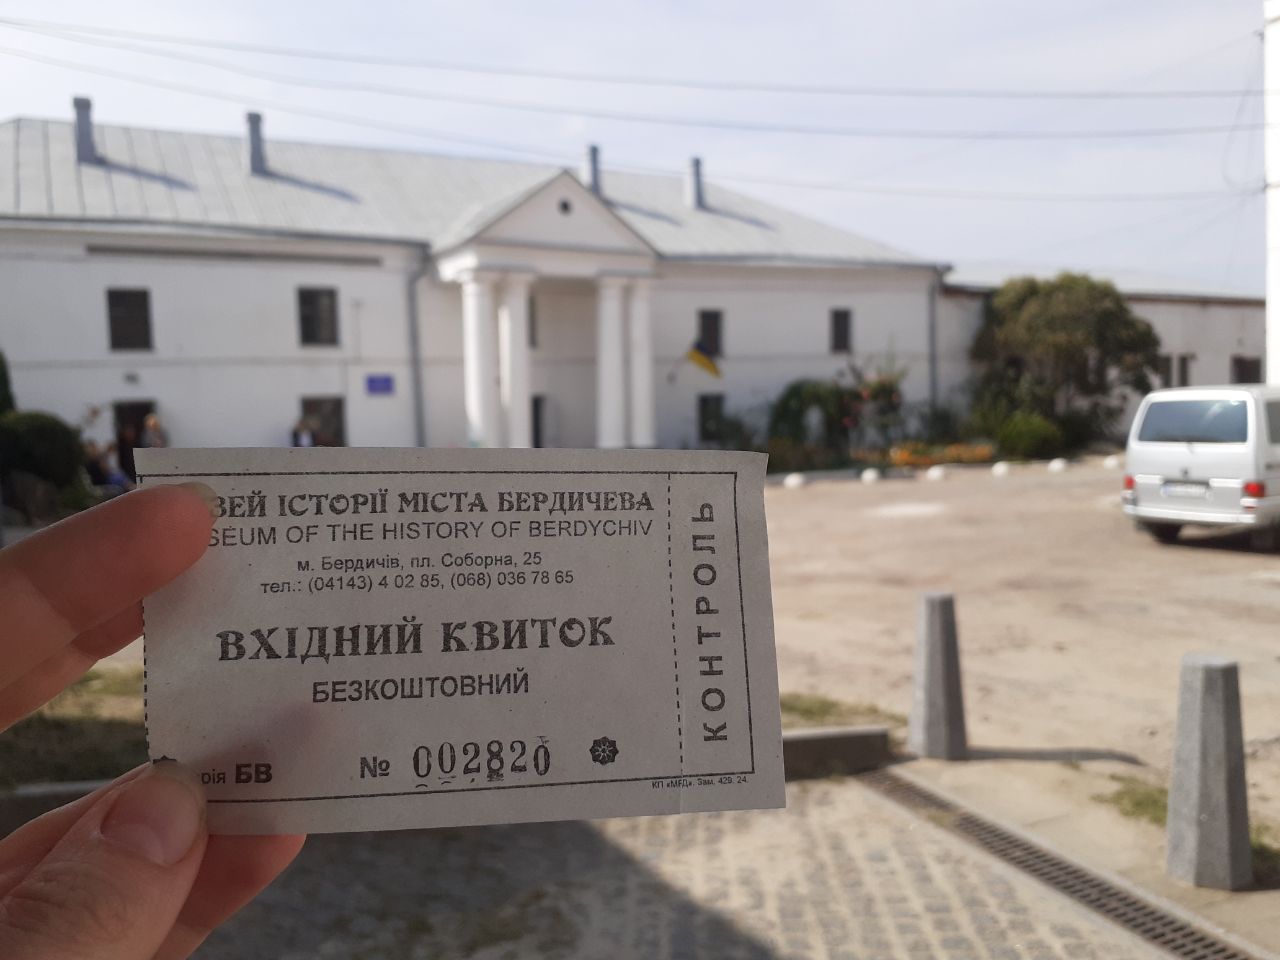 ЗЕЙ ІСТОРІЇ МІСТА БЕРДИЧЕВА
SEUM OF THE HISTORY OF BERDYCHIV
м. Бердичів, пл. Соборна, 25
тел.: (04143) 4 02 85, (068) 036 78 65
ВХІДНИЙ КВИТОК
БЕЗКОШТОВНИЙ
рія БВ
№ 002820
КП «МРД». Зам. 429. 24.
КОНТРОЛЬ